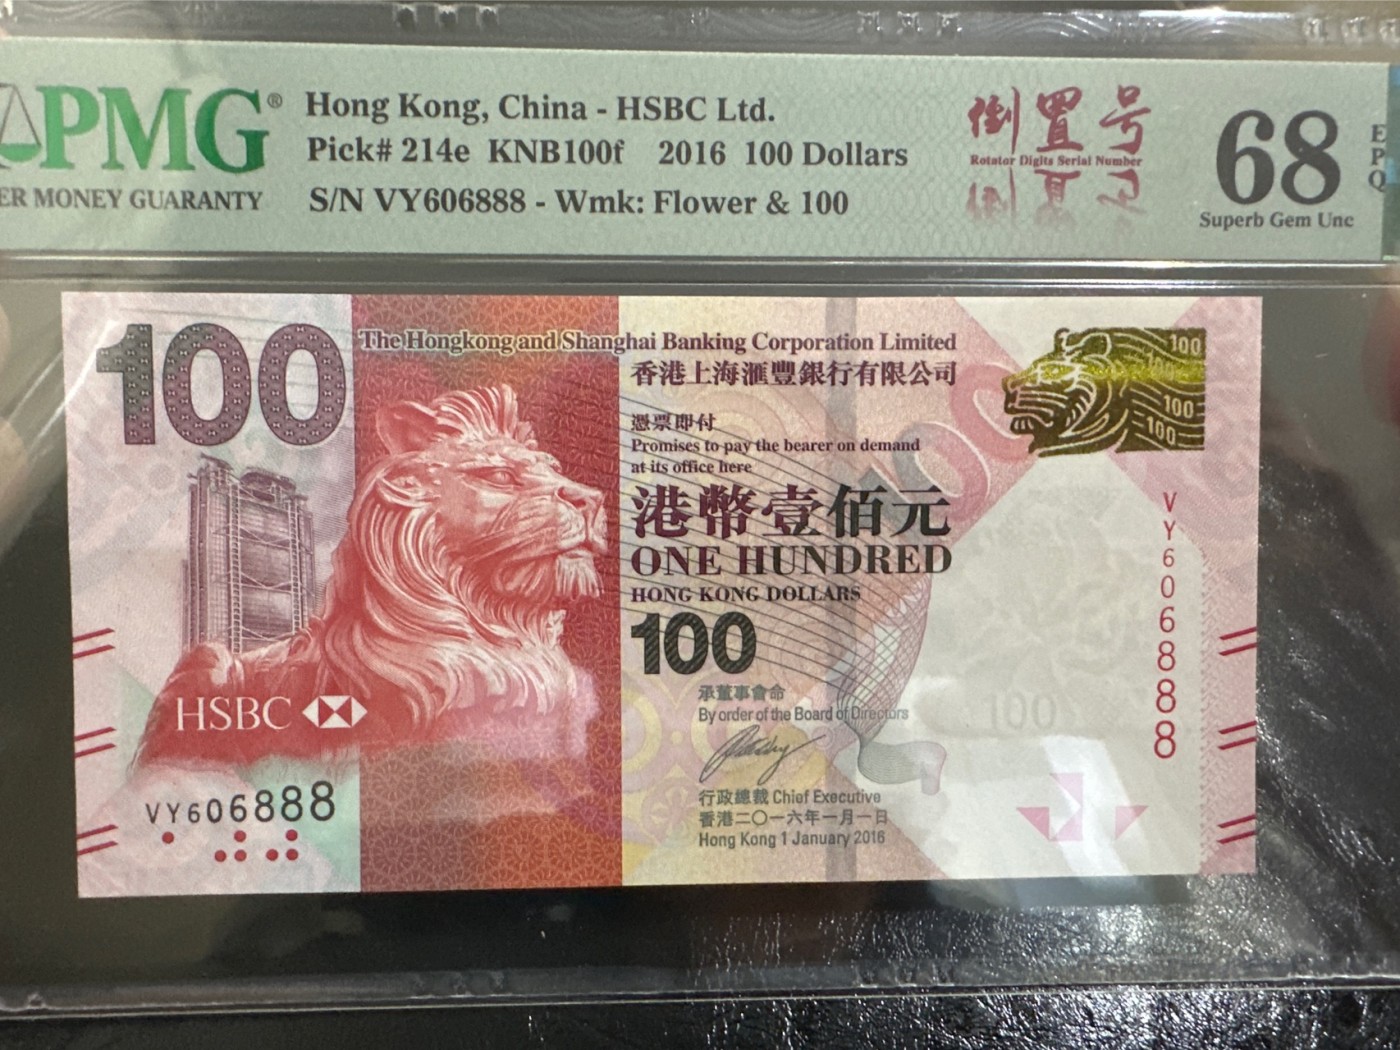 PMG®
ER MONEY GUARANTY
Hong Kong, China - HSBC Ltd.
Pick# 214e KNB100f 2016 100 Dollars
S/N VY606888 - Wmk: Flower & 100
倒置号
Rotator Digits Serial Number
68
EPQ
Superb Gem Unc
100
The Hongkong and Shanghai Banking Corporation Limited
香港上海滙豐銀行有限公司
100
100
100
100
憑票即付
Promises to pay the bearer on demand
at its office here
港幣壹佰元
ONE HUNDRED
HONG KONG DOLLARS
100
100
100
承董事會命
By order of the Board of Directors
行政總裁 Chief Executive
香港二〇一六年一月一日
Hong Kong 1 January 2016
HSBC
VY606888
VY606888